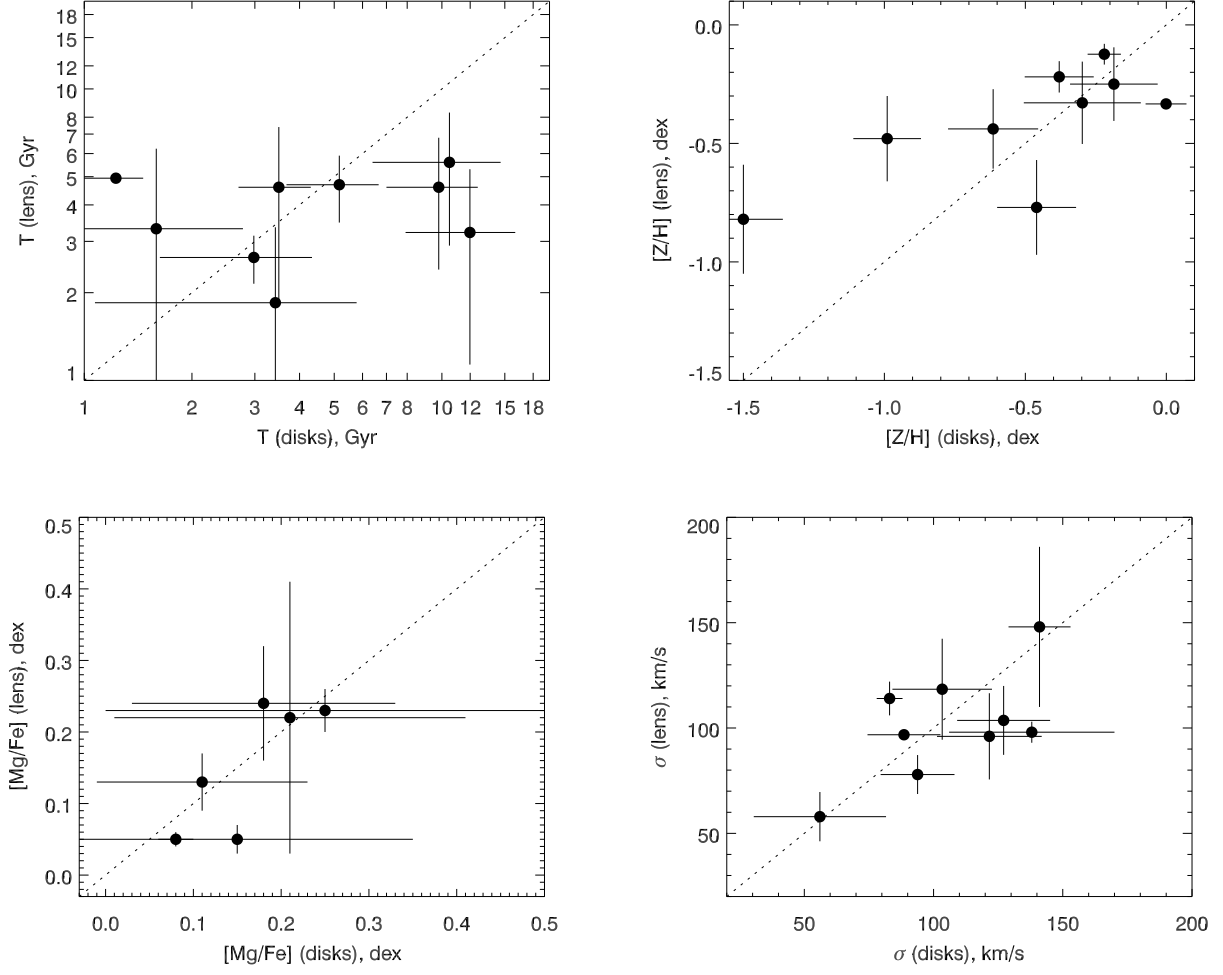 18
15
12
10
9
8
7
6
5
4
3
2
1
T (lens), Gyr
1 2 3 4 5 6 7 8 10 12 15 18
T (disks), Gyr
0.0
-0.5
-1.0
-1.5
[Z/H] (lens), dex
-1.5 -1.0 -0.5 0.0
[Z/H] (disks), dex
0.5
0.4
0.3
0.2
0.1
0.0
[Mg/Fe] (lens), dex
0.0 0.1 0.2 0.3 0.4 0.5
[Mg/Fe] (disks), dex
200
150
100
50
σ (lens), km/s
50 100 150 200
σ (disks), km/s